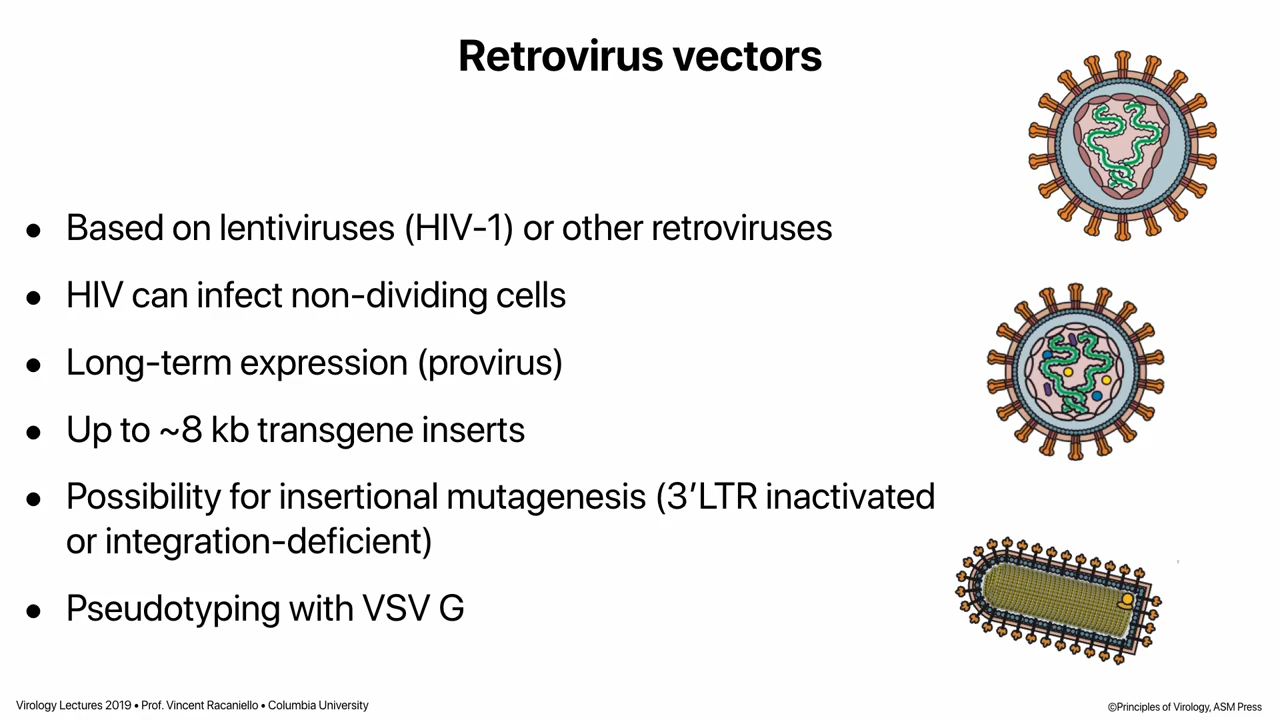 Retrovirus vectors
• Based on lentiviruses (HIV-1) or other retroviruses
• HIV can infect non-dividing cells
• Long-term expression (provirus)
• Up to ~8 kb transgene inserts
• Possibility for insertional mutagenesis (3′LTR inactivated
or integration-deficient)
• Pseudotyping with VSV G
Virology Lectures 2019 • Prof. Vincent Racaniello • Columbia University
©Principles of Virology, ASM Press